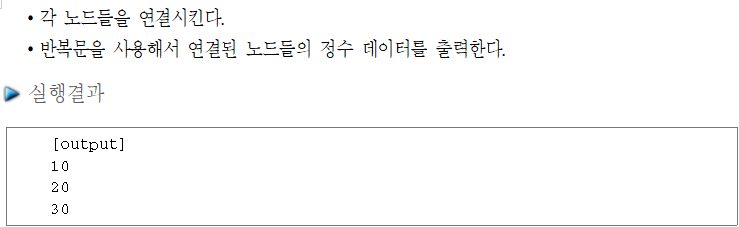 • 각 노드들을 연결시킨다.
• 반복문을 사용해서 연결된 노드들의 정수 데이터를 출력한다.
실행결과
[output]
10
20
30